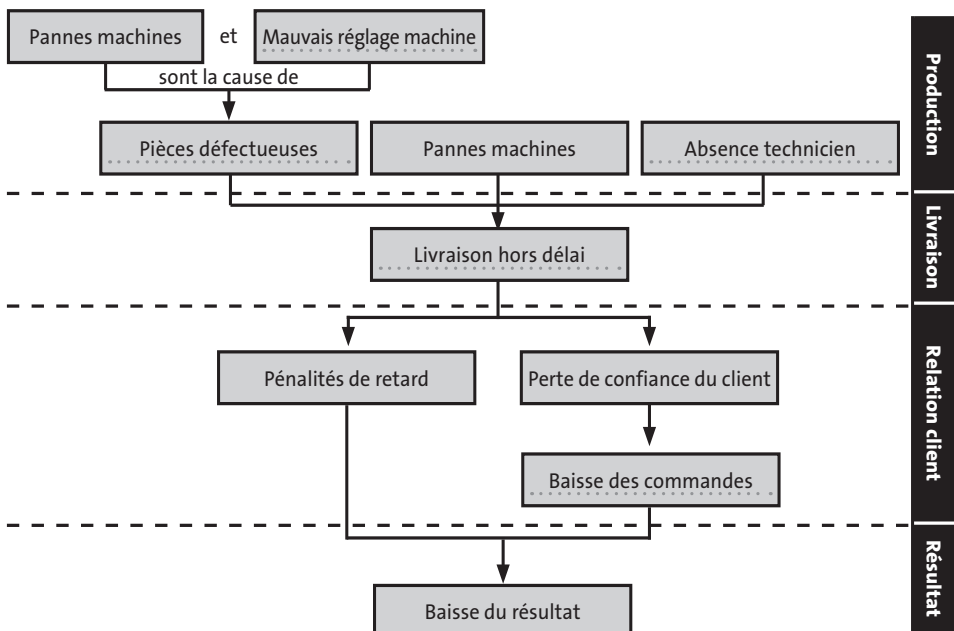 Pannes machines et Mauvais réglage machine
sont la cause de
Pièces défectueuses Pannes machines Absence technicien
Production
Livraison hors délai
Livraison
Pénalités de retard Perte de confiance du client
Baisse des commandes
Relation client
Baisse du résultat
Résultat